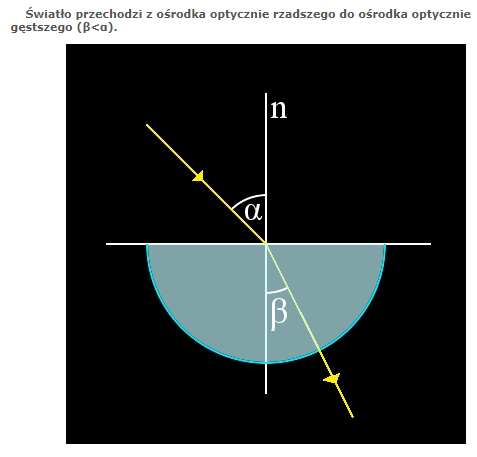 Światło przechodzi z ośrodka optycznie rzadszego do ośrodka optycznie
gęstszego (β<α).
n
α
β